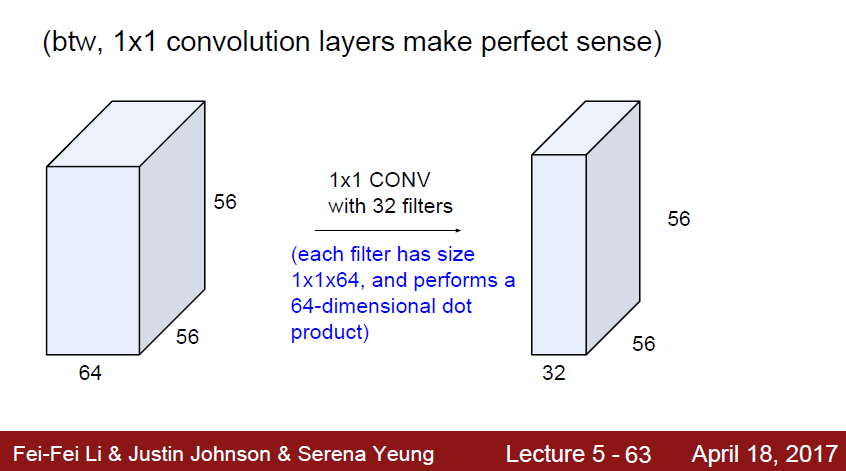 (btw, 1x1 convolution layers make perfect sense)
56
56
64
1x1 CONV
with 32 filters
(each filter has size
1x1x64, and performs a
64-dimensional dot
product)
56
56
32
Fei-Fei Li & Justin Johnson & Serena Yeung Lecture 5 - 63 April 18, 2017